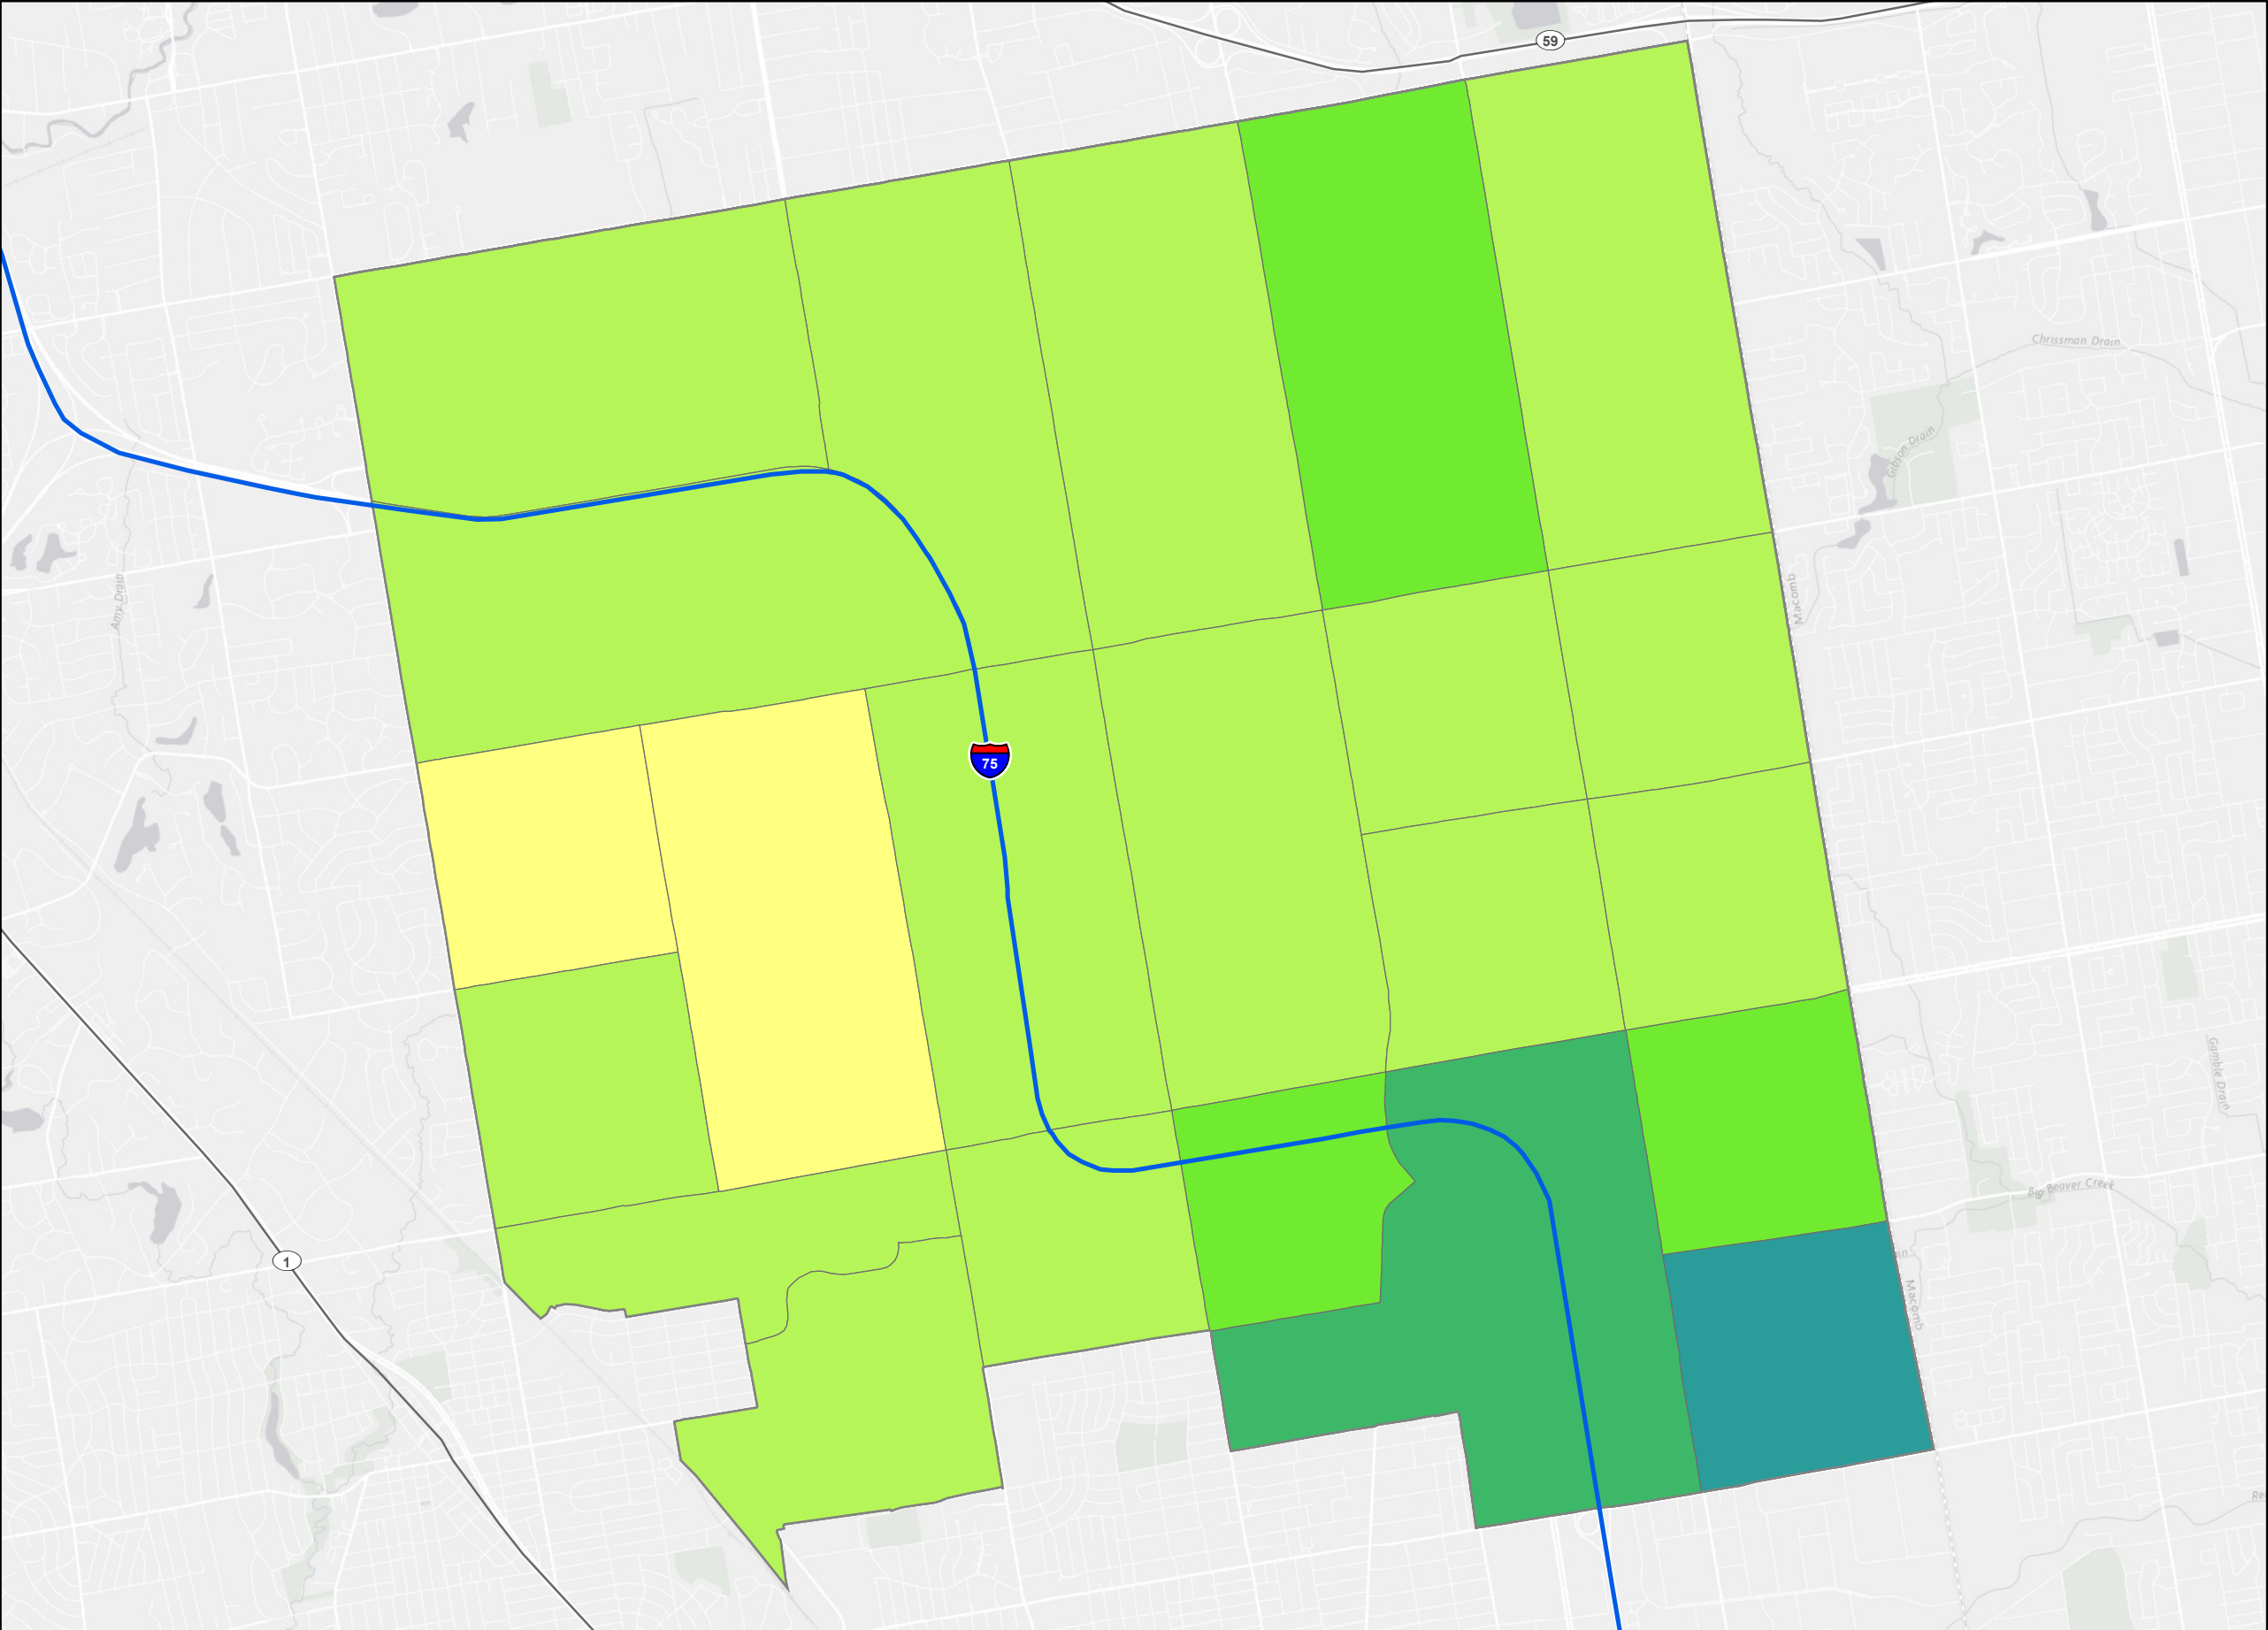 59
Chrissman Drain
Gibson Drain
Amy Drain
Macomb
75
Gamble Drain
Big Beaver Creek
1
Macomb